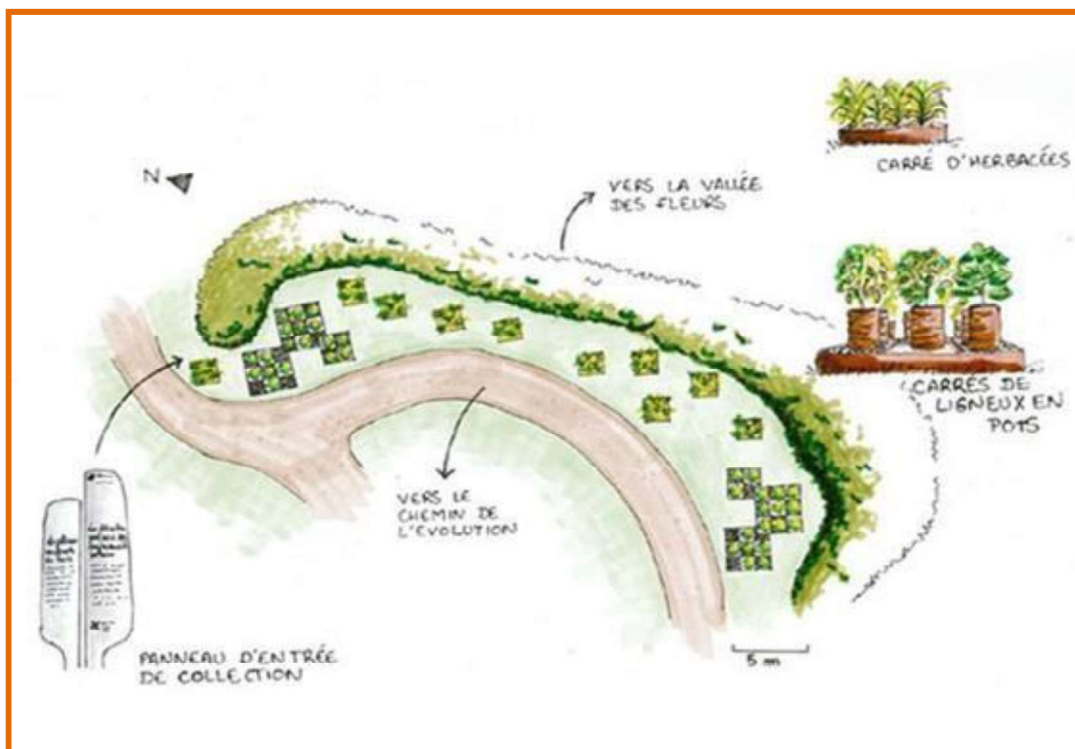 CARRÉ D'HERBACÉES
N
VERS LA VALLÉE
DES FLEURS
CARRÉS DE
LIGNEUX EN
POTS
VERS LE
CHEMIN DE
L'EVOLUTION
PANNEAU D'ENTRÉE
DE COLLECTION
5 m